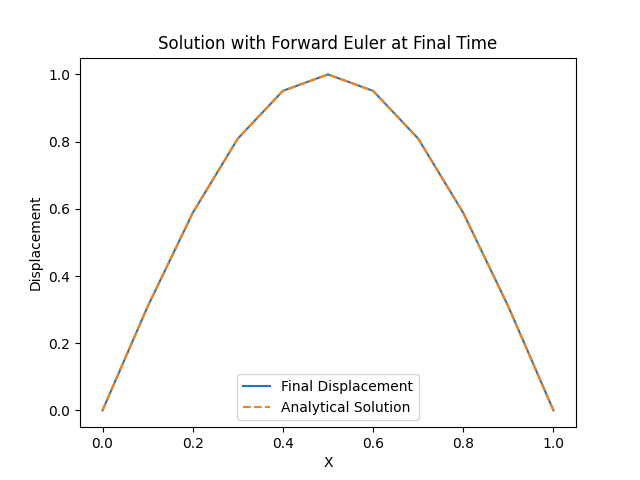 Solution with Forward Euler at Final Time
1.0
0.8
0.6
0.4
0.2
0.0
Displacement
Final Displacement
Analytical Solution
0.0 0.2 0.4 0.6 0.8 1.0
X